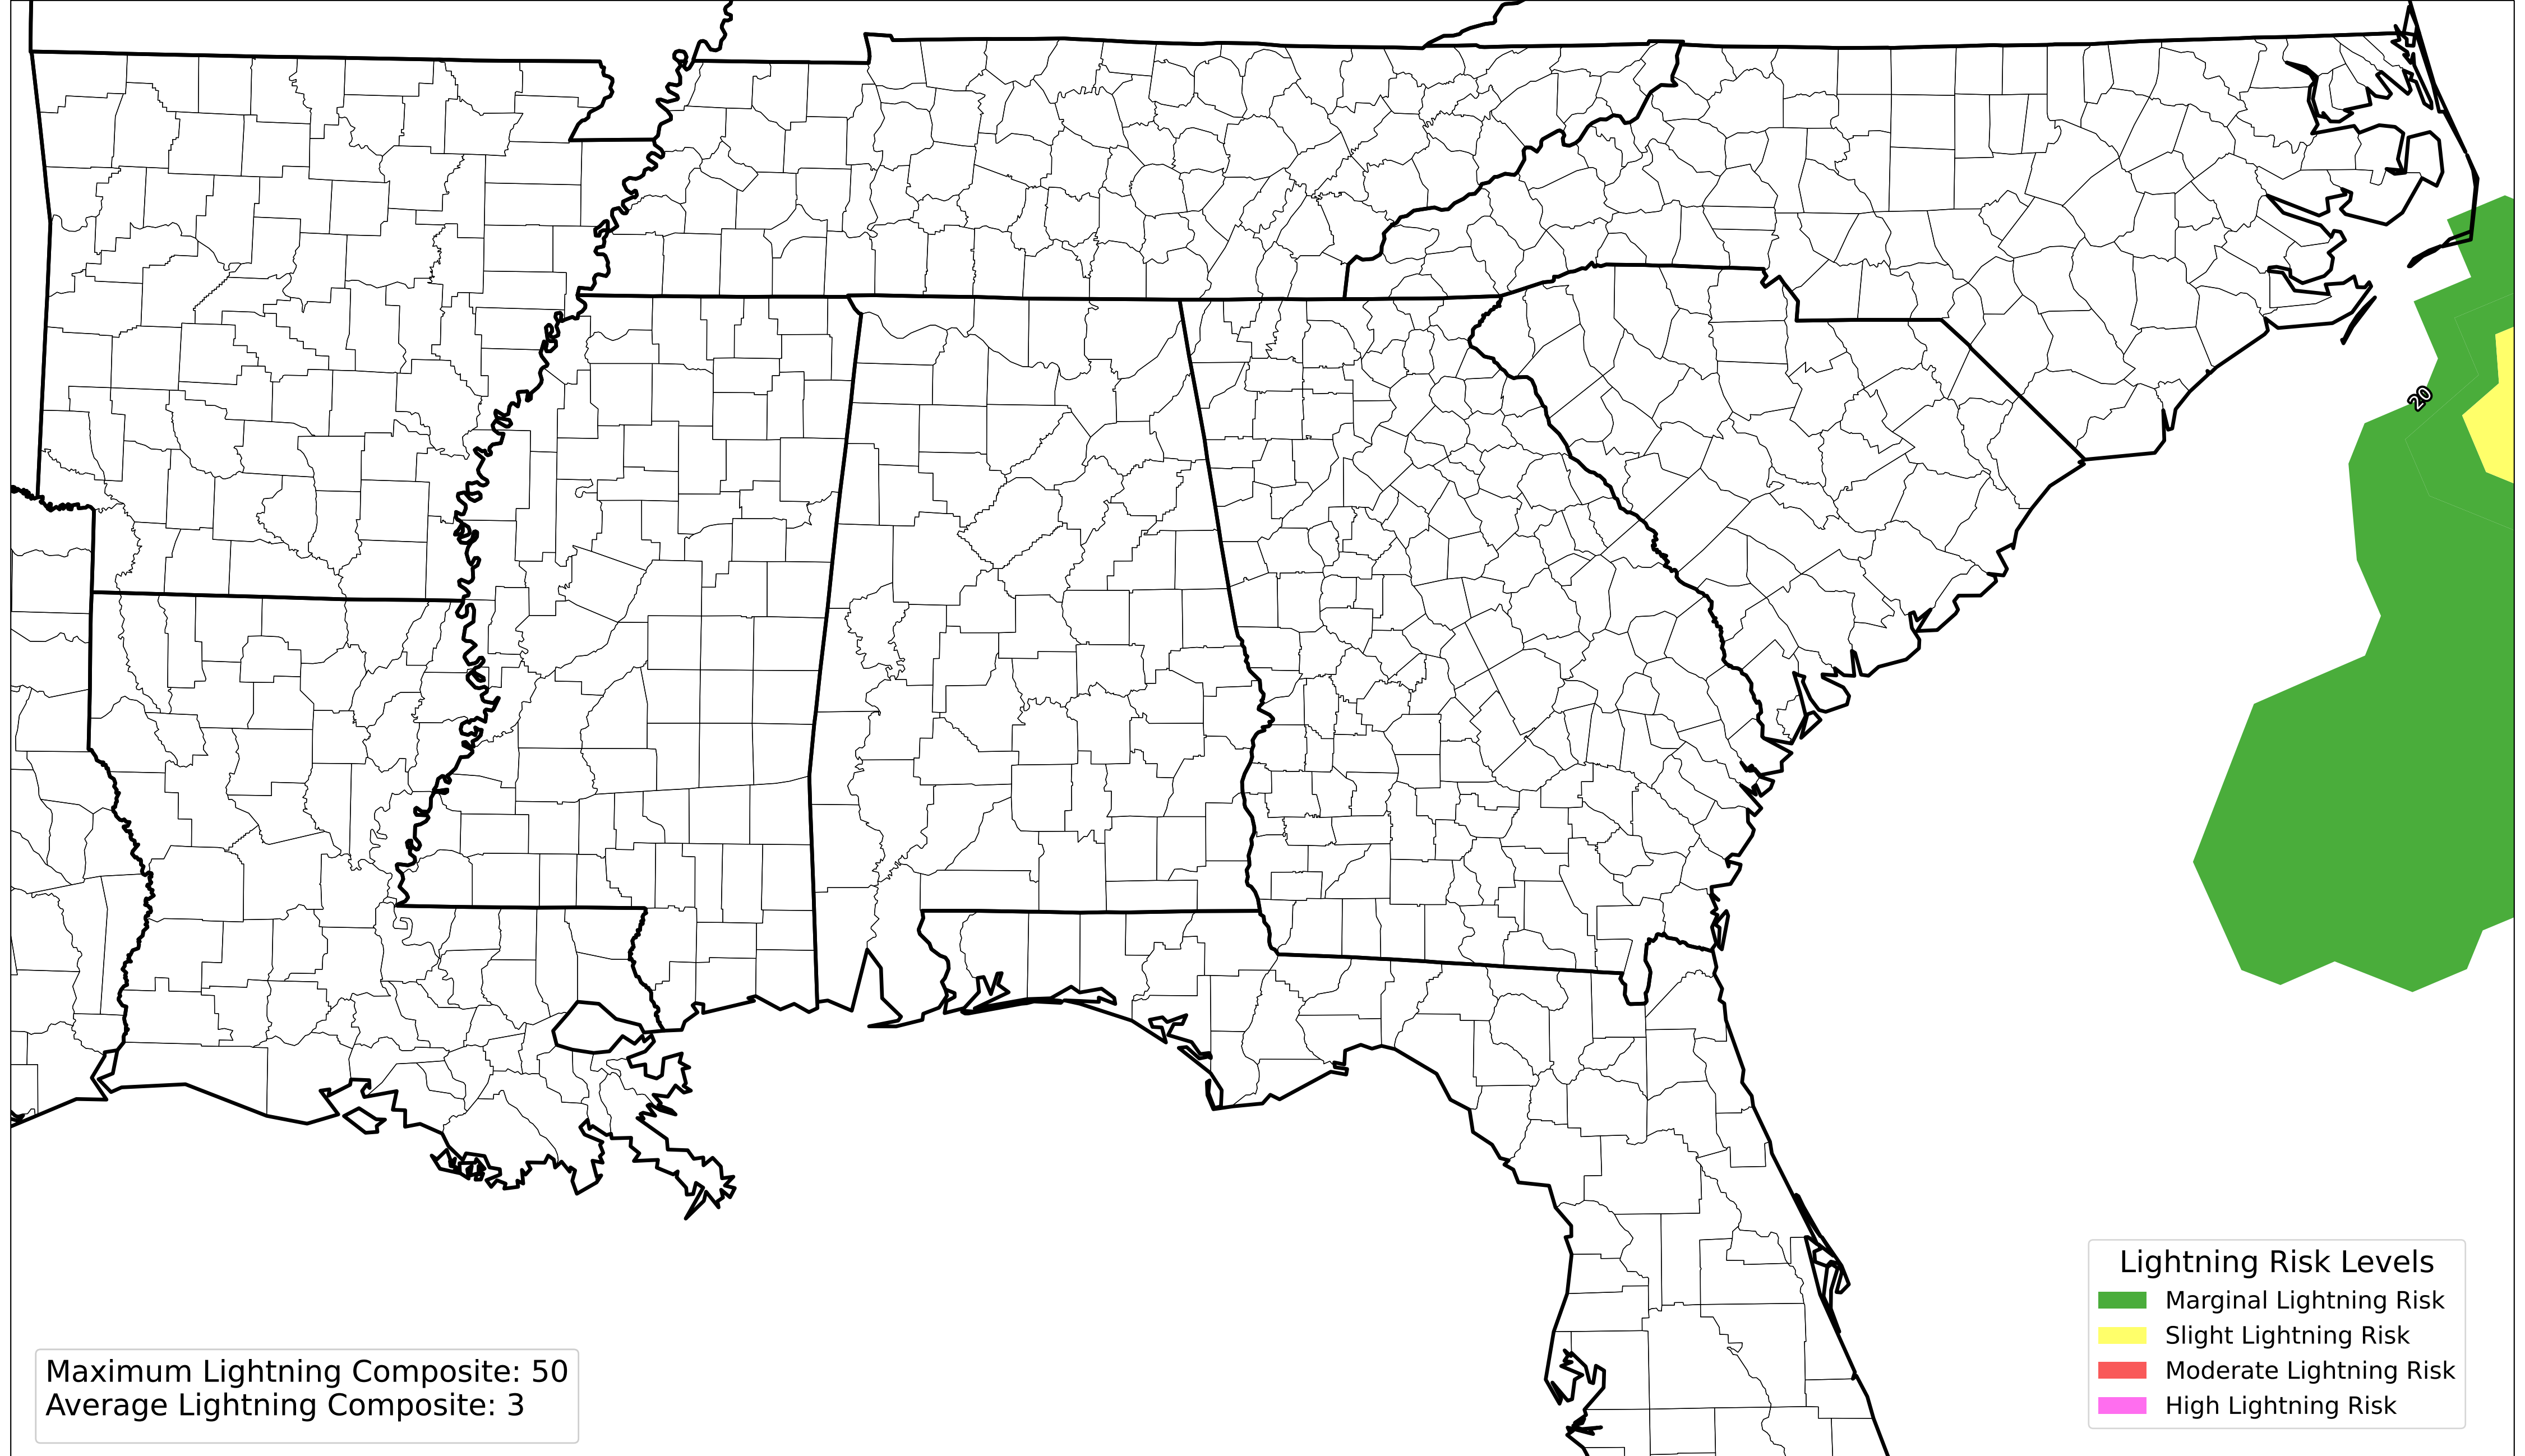 20
Lightning Risk Levels
Marginal Lightning Risk
Slight Lightning Risk
Moderate Lightning Risk
High Lightning Risk
Maximum Lightning Composite: 50
Average Lightning Composite: 3